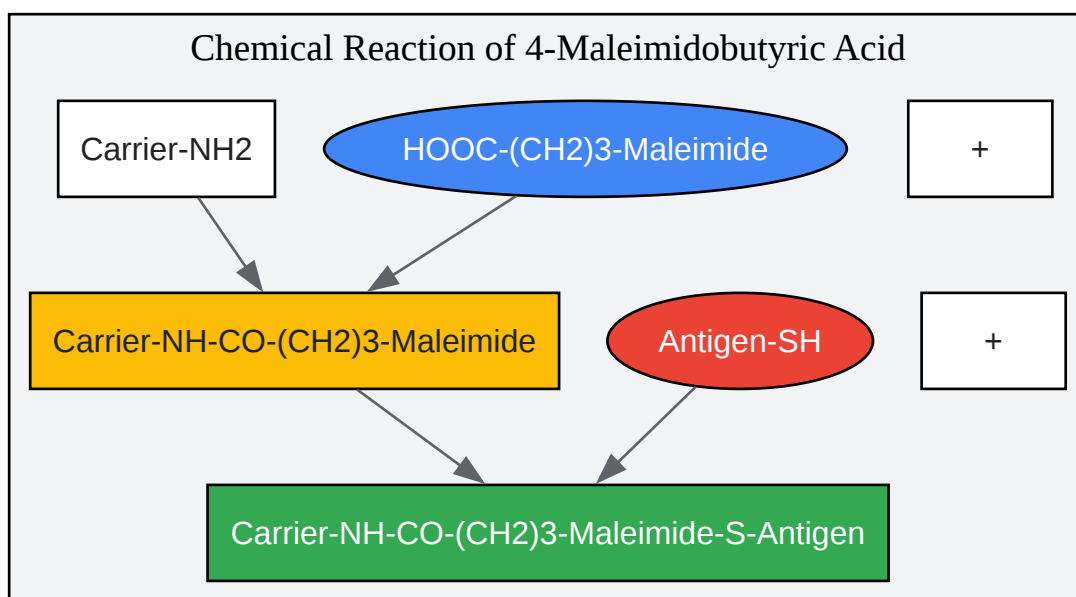 Chemical Reaction of 4-Maleimidobutyric Acid
Carrier-NH2
HOOC-(CH2)3-Maleimide
+
Carrier-NH-CO-(CH2)3-Maleimide
Antigen-SH
+
Carrier-NH-CO-(CH2)3-Maleimide-S-Antigen